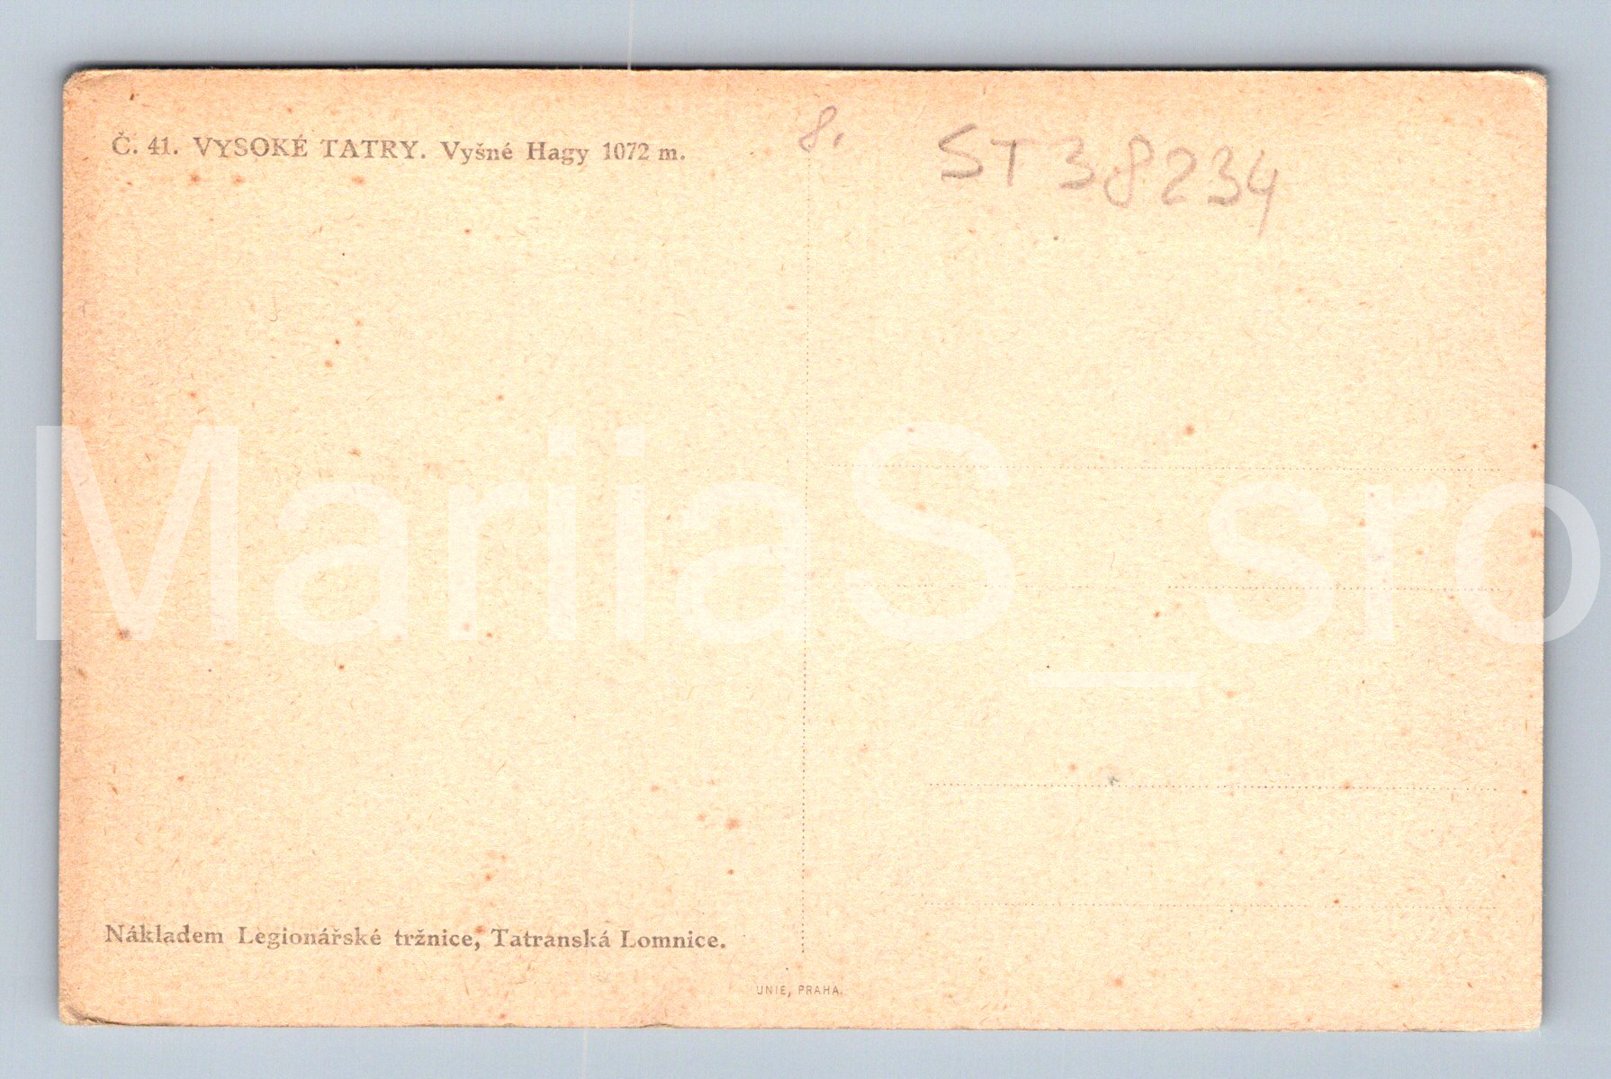 Č. 41. VYSOKÉ TATRY. Vyšné Hagy 1072 m.
8.
ST38234
MariiaS_sro
Nákladem Legionářské tržnice, Tatranská Lomnice.
UNIE, PRAHA.